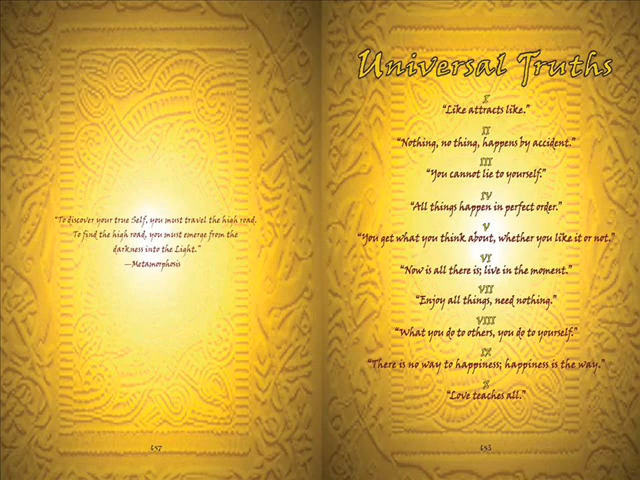 "To discover your true Self, you must travel the high road.
To find the high road, you must emerge from the
darkness into the Light."
—Metamorphosis
Universal Truths
I
"Like attracts like."
II
"Nothing, no thing, happens by accident."
III
"You cannot lie to yourself."
IV
"All things happen in perfect order."
V
"You get what you think about, whether you like it or not."
VI
"Now is all there is; live in the moment."
VII
"Enjoy all things, need nothing."
VIII
"What you do to others, you do to yourself."
IX
"There is no way to happiness; happiness is the way."
X
"Love teaches all."